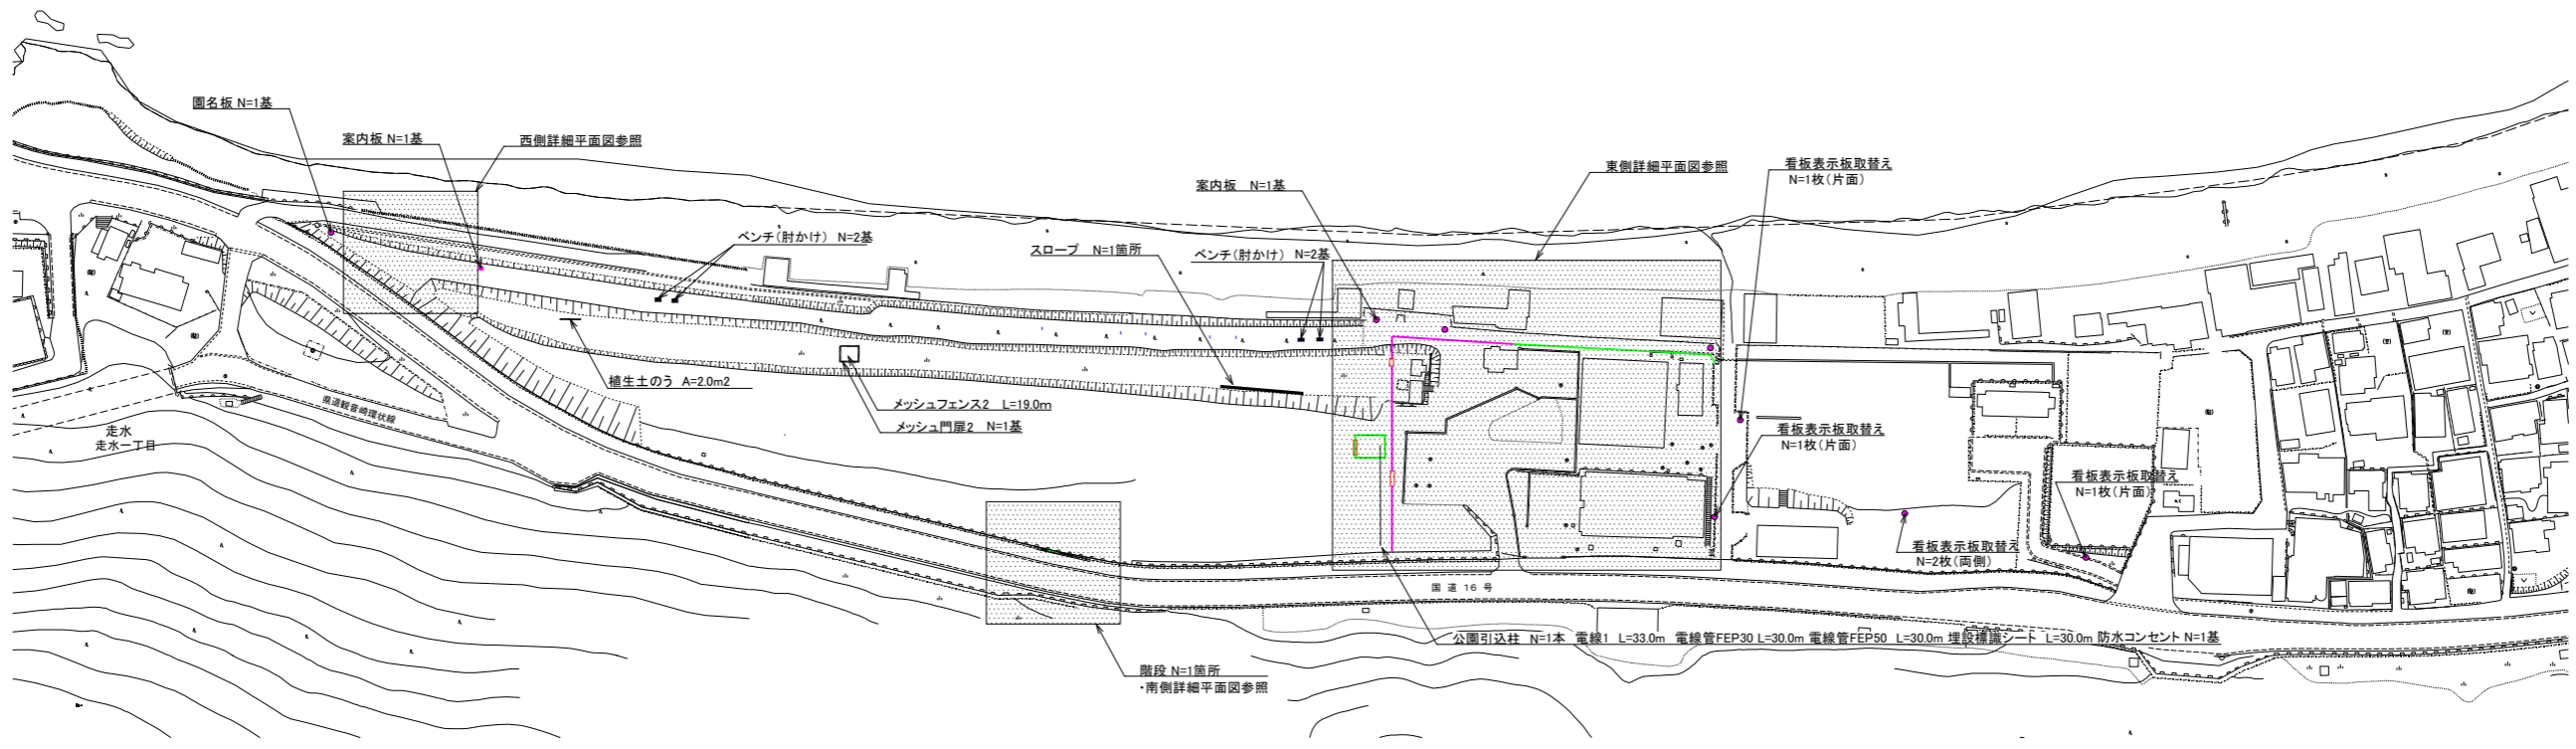 園名板 N=1基
案内板 N=1基
西側詳細平面図参照
ベンチ(肘かけ) N=2基
スロープ N=1箇所
案内板 N=1基
ベンチ(肘かけ) N=2基
東側詳細平面図参照
看板表示板取替え
N=1枚(片面)
植生土のう A=2.0m2
メッシュフェンス2 L=19.0m
メッシュ門扉2 N=1基
県道観音崎環状線
走水
走水一丁目
看板表示板取替え
N=1枚(片面)
看板表示板取替え
N=1枚(片面)
看板表示板取替え
N=2枚(両側)
国道16号
公園引込柱 N=1本 電線1 L=33.0m 電線管FEP30 L=30.0m 電線管FEP50 L=30.0m 埋設標識シート L=30.0m 防水コンセント N=1基
階段 N=1箇所
・南側詳細平面図参照